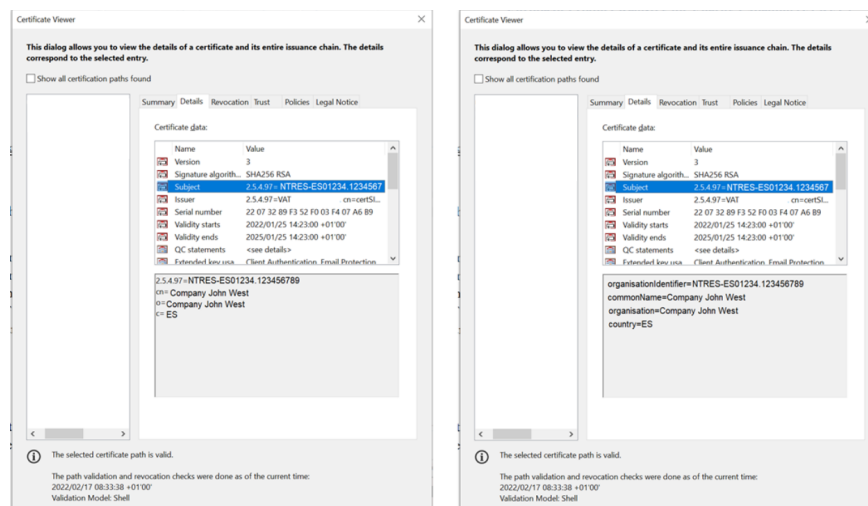 Certificate Viewer
This dialog allows you to view the details of a certificate and its entire issuance chain. The details
correspond to the selected entry.
Show all certification paths found
Summary Details Revocation Trust Policies Legal Notice
Certificate data:
Name Value
Version 3
Signature algorith... SHA256 RSA
Subject 2.5.4.97= NTRES-ES01234.1234567
Issuer 2.5.4.97=VAT cn=certSI...
Serial number 22 07 32 89 F3 52 F0 03 F4 07 A6 B9
Validity starts 2022/01/25 14:23:00 +01'00'
Validity ends 2025/01/25 14:23:00 +01'00'
QC statements <see details>
Extended key usa Client Authentication Email Protection
2.5.4.97=NTRES-ES01234.123456789
cn= Company John West
o= Company John West
c= ES
The selected certificate path is valid.
The path validation and revocation checks were done as of the current time:
2022/02/17 08:33:38 +01'00'
Validation Model: Shell
Certificate Viewer
This dialog allows you to view the details of a certificate and its entire issuance chain. The details
correspond to the selected entry.
Show all certification paths found
Summary Details Revocation Trust Policies Legal Notice
Certificate data:
Name Value
Version 3
Signature algorith... SHA256 RSA
Subject 2.5.4.97= NTRES-ES01234.1234567
Issuer 2.5.4.97=VAT cn=certSI...
Serial number 22 07 32 89 F3 52 F0 03 F4 07 A6 B9
Validity starts 2022/01/25 14:23:00 +01'00'
Validity ends 2025/01/25 14:23:00 +01'00'
QC statements <see details>
Extended key usa Client Authentication Email Protection
organisationIdentifier=NTRES-ES01234.123456789
commonName=Company John West
organisation=Company John West
country=ES
The selected certificate path is valid.
The path validation and revocation checks were done as of the current time:
2022/02/17 08:33:38 +01'00'
Validation Model: Shell